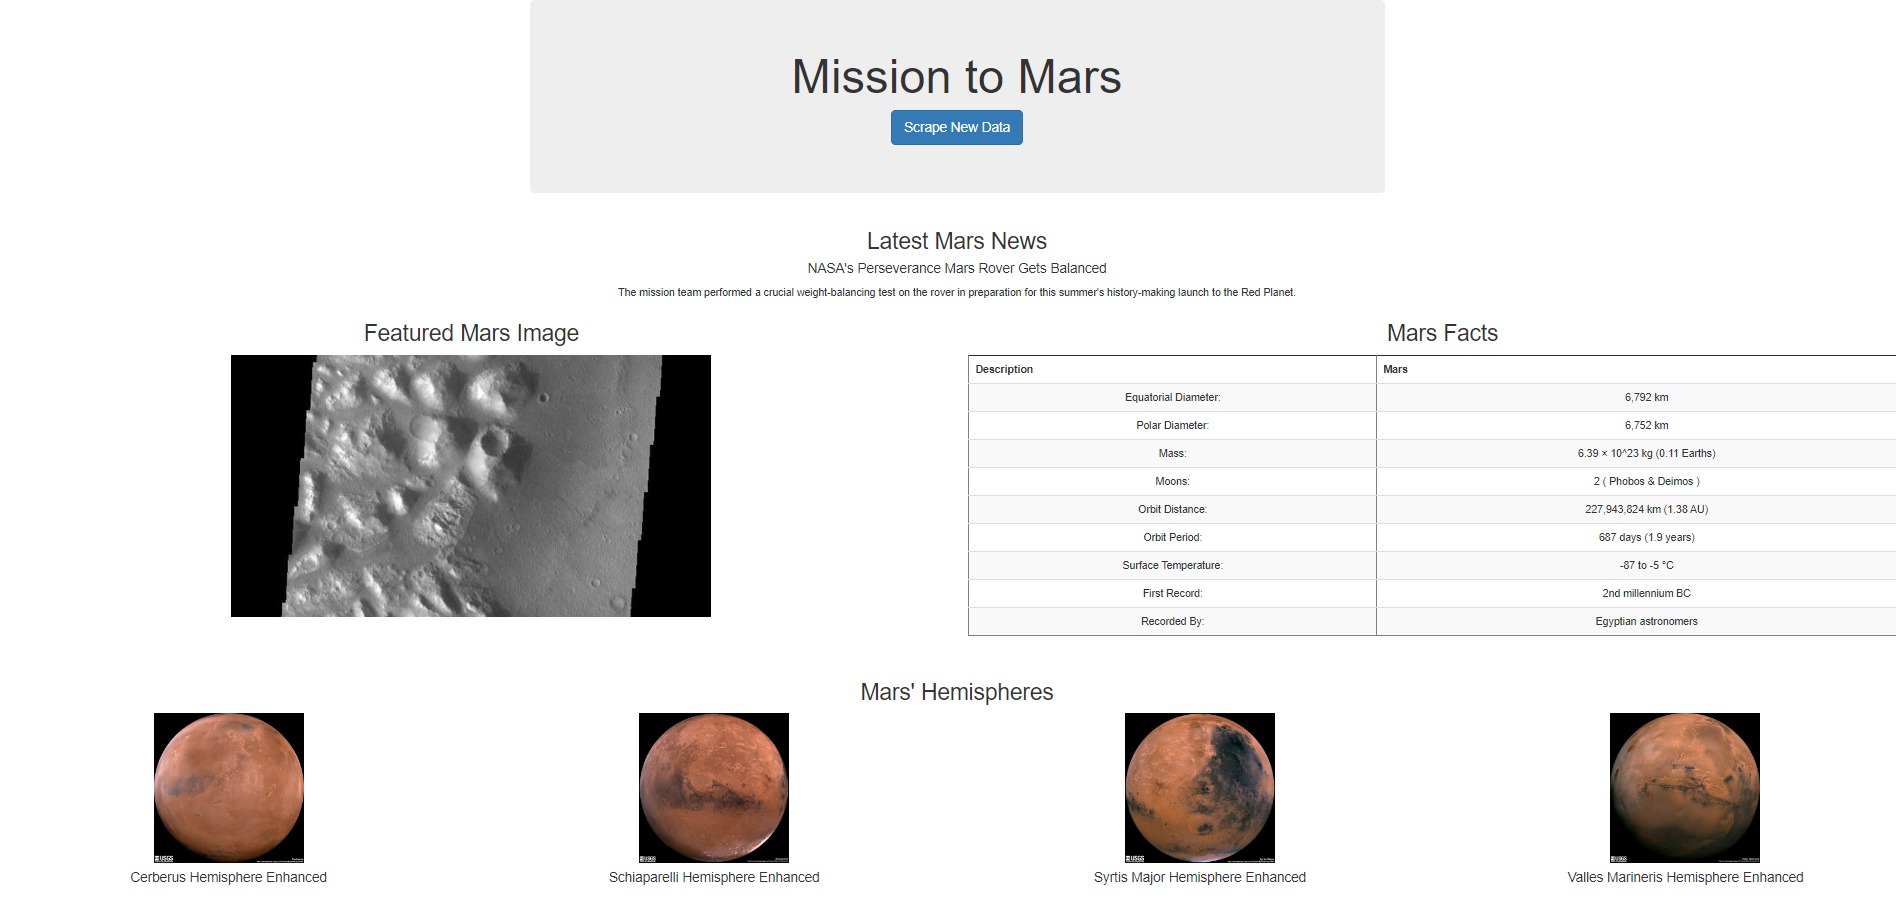 Mission to Mars
Scrape New Data
Latest Mars News
NASA's Perseverance Mars Rover Gets Balanced
The mission team performed a crucial weight-balancing test on the rover in preparation for this summer's history-making launch to the Red Planet.
Featured Mars Image
Mars Facts
Description Mars
Equatorial Diameter: 6,792 km
Polar Diameter: 6,752 km
Mass: 6.39 × 10^23 kg (0.11 Earths)
Moons: 2 ( Phobos & Deimos )
Orbit Distance: 227,943,824 km (1.38 AU)
Orbit Period: 687 days (1.9 years)
Surface Temperature: -87 to -5 °C
First Record: 2nd millennium BC
Recorded By: Egyptian astronomers
Mars' Hemispheres
USGS
USGS
USGS
USGS
Cerberus Hemisphere Enhanced
Schiaparelli Hemisphere Enhanced
Syrtis Major Hemisphere Enhanced
Valles Marineris Hemisphere Enhanced